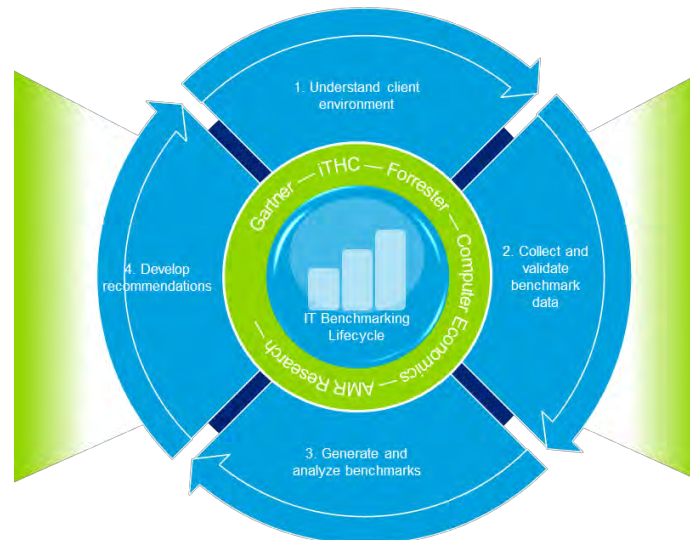 1. Understand client
environment
2. Collect and
validate
benchmark
data
3. Generate and
analyze benchmarks
4. Develop
recommendations
Gartner — iTHC — Forrester — Computer Economics — AMR Research —
IT Benchmarking
Lifecycle